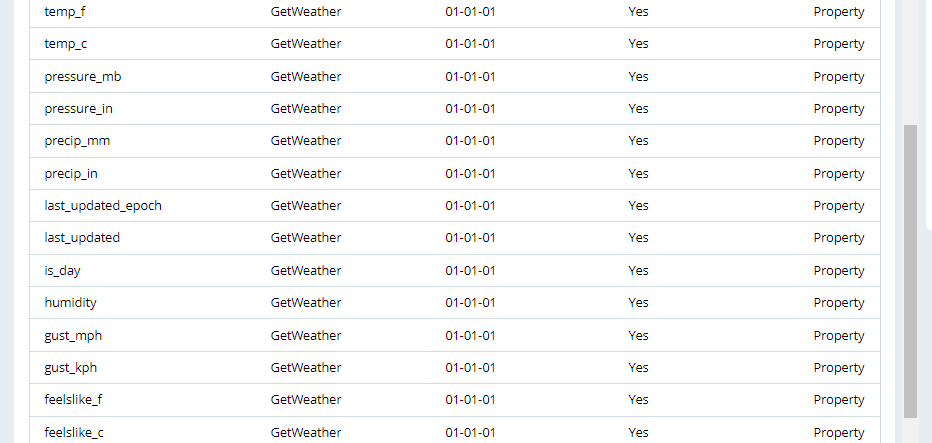 temp_f GetWeather 01-01-01 Yes Property
temp_c GetWeather 01-01-01 Yes Property
pressure_mb GetWeather 01-01-01 Yes Property
pressure_in GetWeather 01-01-01 Yes Property
precip_mm GetWeather 01-01-01 Yes Property
precip_in GetWeather 01-01-01 Yes Property
last_updated_epoch GetWeather 01-01-01 Yes Property
last_updated GetWeather 01-01-01 Yes Property
is_day GetWeather 01-01-01 Yes Property
humidity GetWeather 01-01-01 Yes Property
gust_mph GetWeather 01-01-01 Yes Property
gust_kph GetWeather 01-01-01 Yes Property
feelslike_f GetWeather 01-01-01 Yes Property
feelslike_c GetWeather 01-01-01 Yes Property